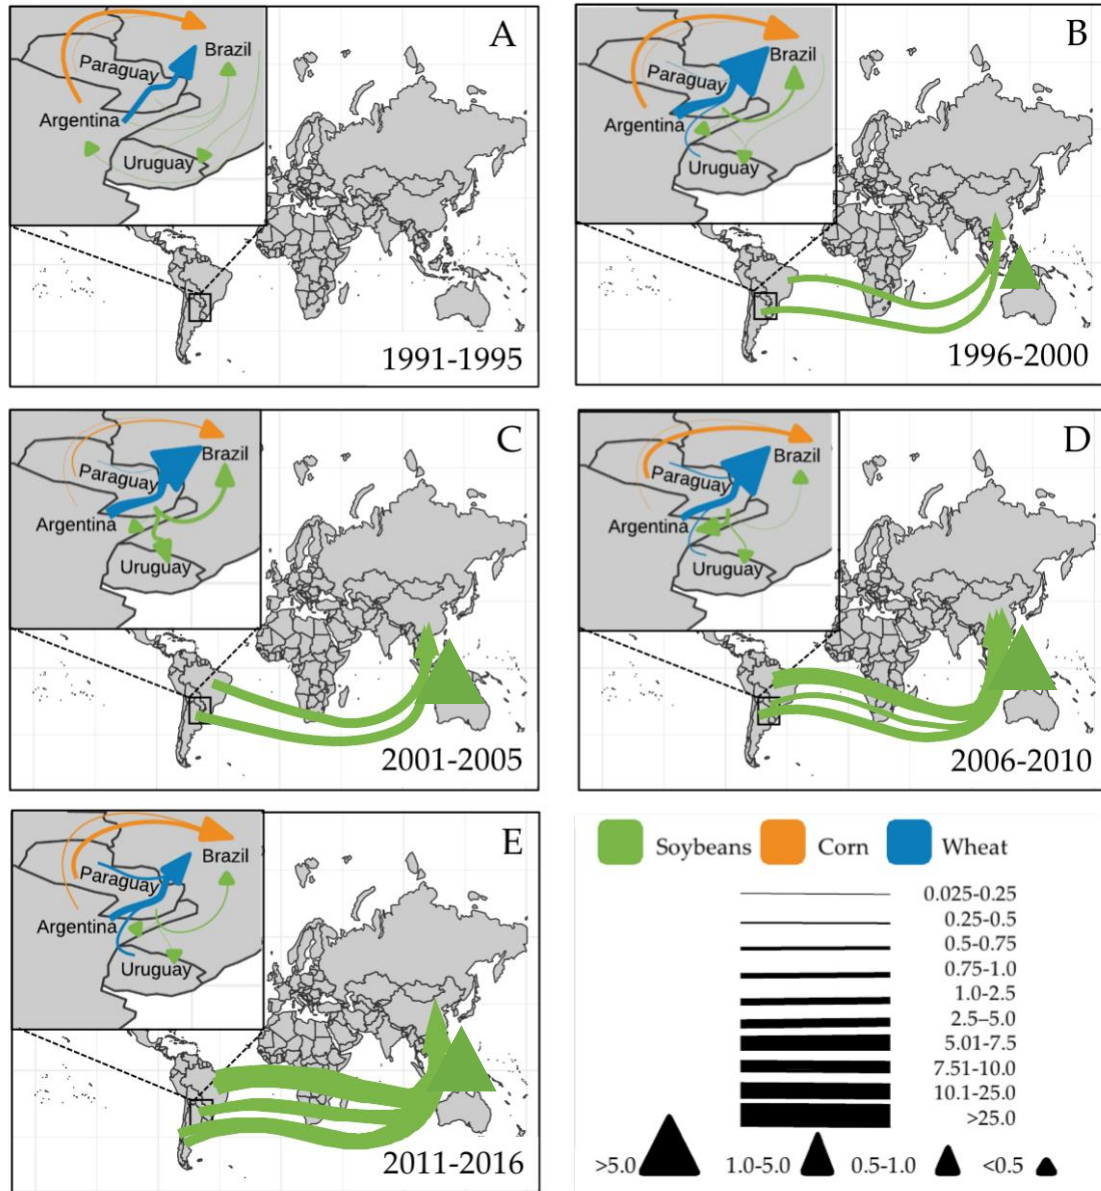 A
Brazil
Paraguay
Argentina
Uruguay
1991-1995
B
Brazil
Paraguay
Argentina
Uruguay
1996-2000
C
Brazil
Paraguay
Argentina
Uruguay
2001-2005
D
Brazil
Paraguay
Argentina
Uruguay
2006-2010
E
Brazil
Paraguay
Argentina
Uruguay
2011-2016
Soybeans Corn Wheat
0.025-0.25
0.25-0.5
0.5-0.75
0.75-1.0
1.0-2.5
2.5–5.0
5.01-7.5
7.51-10.0
10.1-25.0
>25.0
>5.0 1.0-5.0 0.5-1.0 <0.5